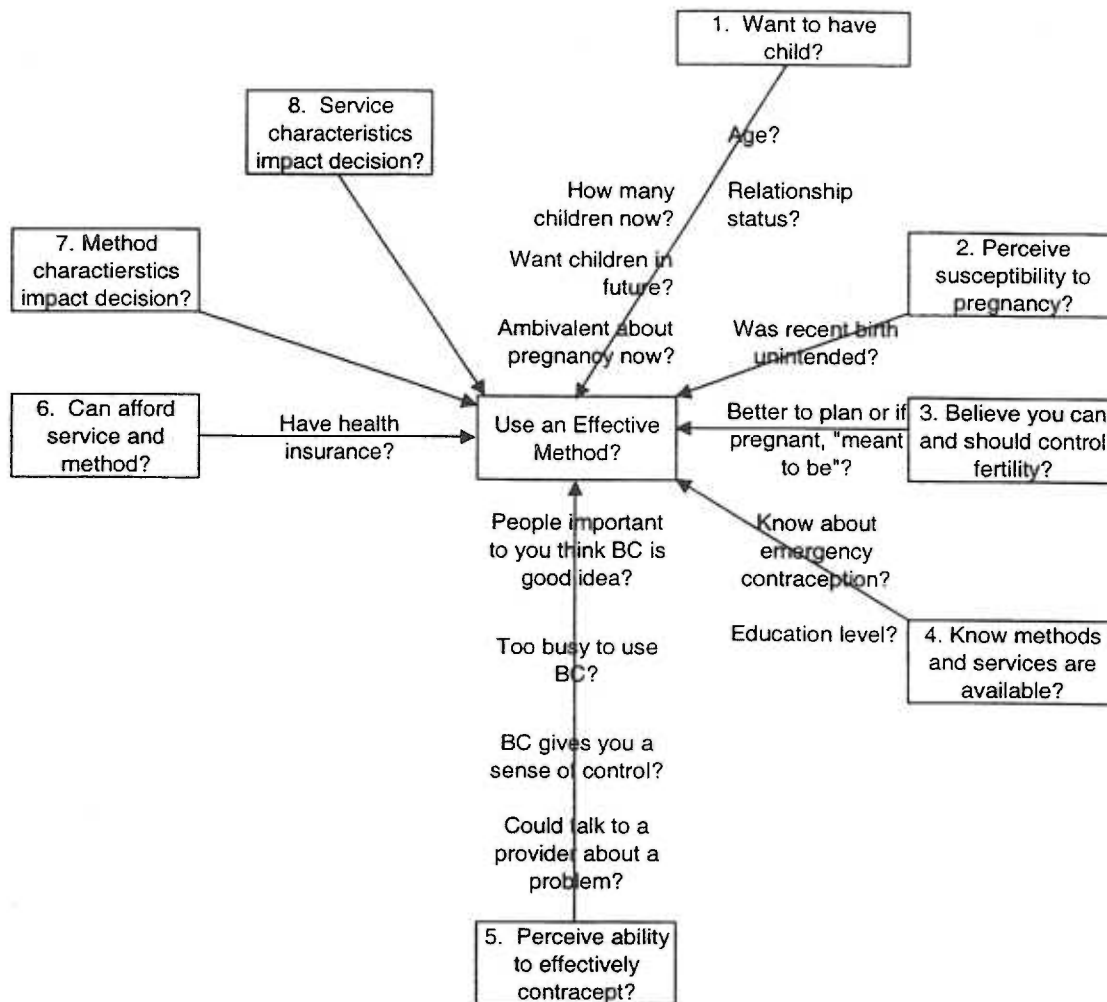 1. Want to have
child?
8. Service
characteristics
impact decision?
Age?
How many
children now?
Relationship
status?
7. Method
charactierstics
impact decision?
Want children in
future?
2. Perceive
susceptibility to
pregnancy?
Ambivalent about
pregnancy now?
Was recent birth
unintended?
6. Can afford
service and
method?
Have health
insurance?
Use an Effective
Method?
Better to plan or if
pregnant, "meant
to be"?
3. Believe you can
and should control
fertility?
People important
to you think BC is
good idea?
Know about
emergency
contraception?
Too busy to use
BC?
Education level?
4. Know methods
and services are
available?
BC gives you a
sense of control?
Could talk to a
provider about a
problem?
5. Perceive ability
to effectively
contracept?